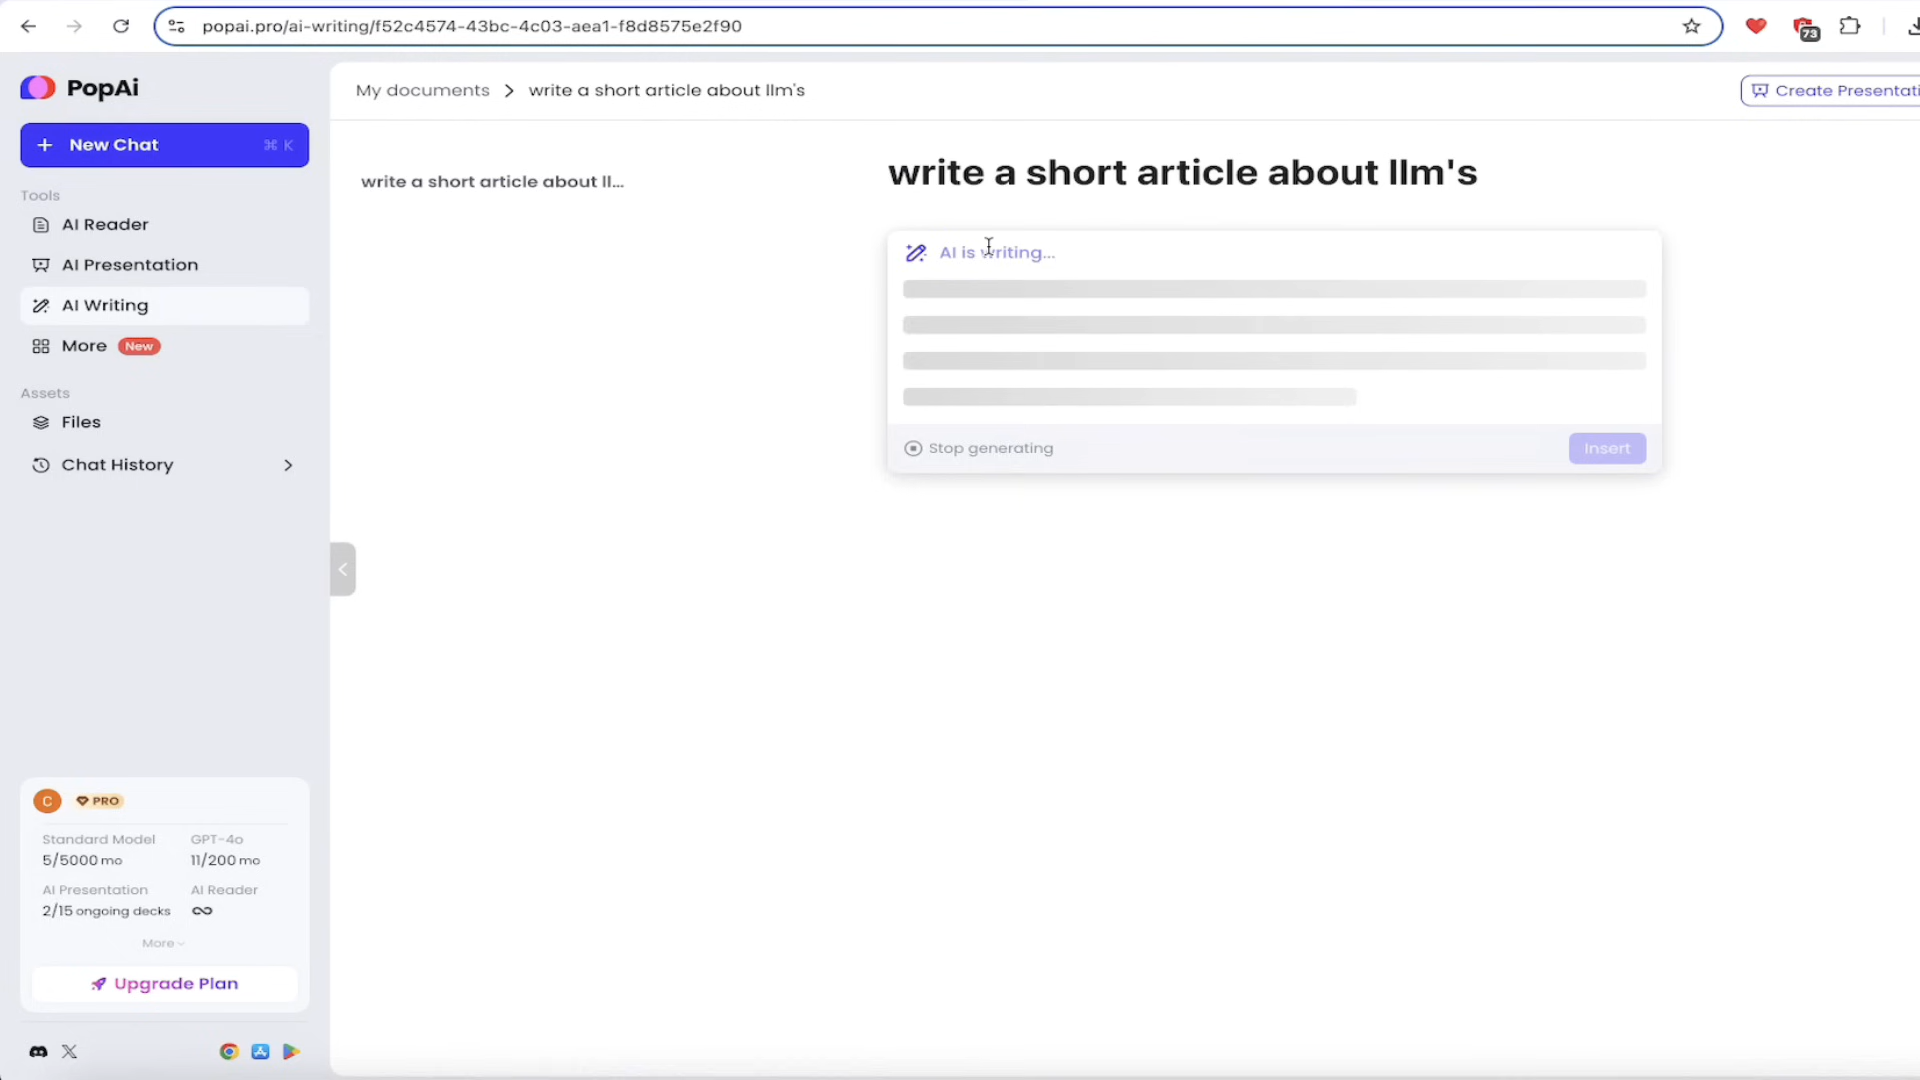 popai.pro/ai-writing/f52c4574-43bc-4c03-aea1-f8d8575e2f90
73
PopAi
New Chat ⌘ K
Tools
AI Reader
AI Presentation
AI Writing
More New
Assets
Files
Chat History
C PRO
Standard Model GPT-4o
5/5000 mo 11/200 mo
AI Presentation AI Reader
2/15 ongoing decks ∞
More
Upgrade Plan
My documents > write a short article about llm's
Create Presentati
write a short article about ll...
write a short article about llm's
AI is writing...
Stop generating Insert